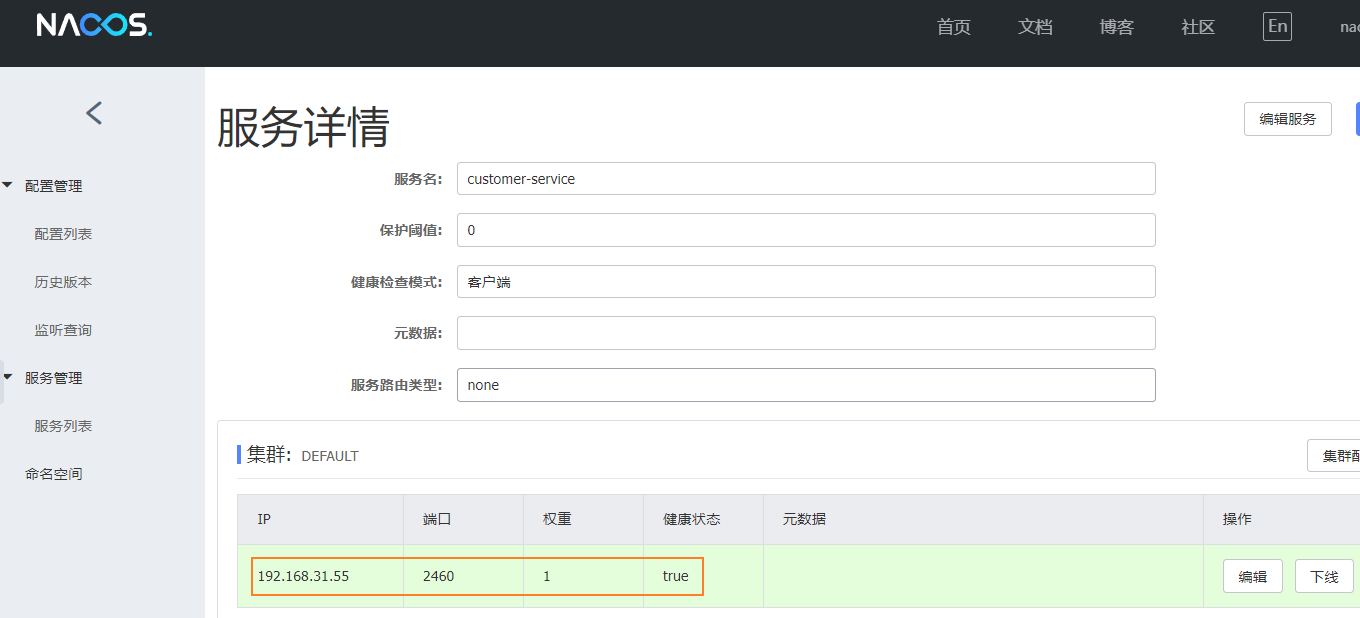 NACOS.
首页 文档 博客 社区 En nac
服务详情
编辑服务
服务名: customer-service
保护阈值: 0
健康检查模式: 客户端
元数据:
服务路由类型: none
配置管理
配置列表
历史版本
监听查询
服务管理
服务列表
命名空间
集群: DEFAULT
集群配
IP 端口 权重 健康状态 元数据 操作
192.168.31.55 2460 1 true 编辑 下线